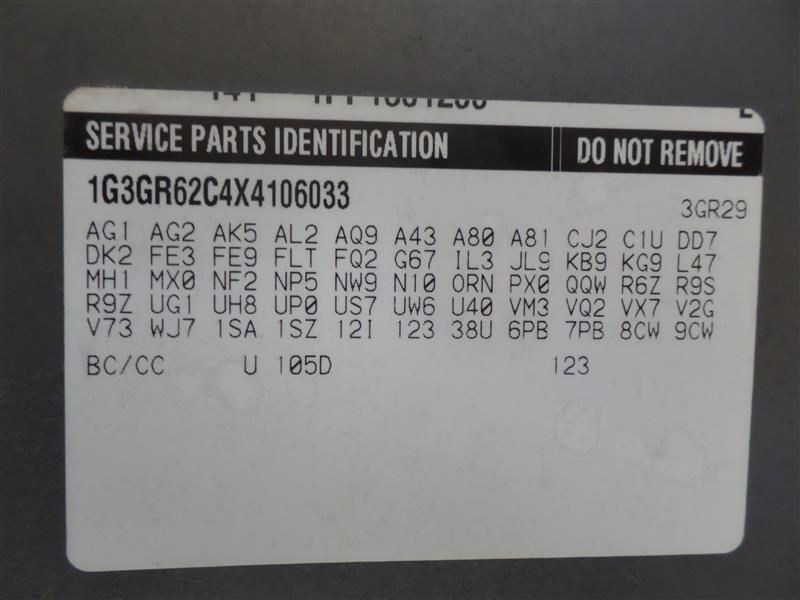 SERVICE PARTS IDENTIFICATION DO NOT REMOVE
1G3GR62C4X4106033 3GR29
AG1 AG2 AK5 AL2 AQ9 A43 A80 A81 CJ2 C1U DD7
DK2 FE3 FE9 FLT FQ2 G67 IL3 JL9 KB9 KG9 L47
MH1 MX0 NF2 NP5 NW9 N10 ORN PX0 QQW R6Z R9S
R9Z UG1 UH8 UP0 US7 UW6 U40 VM3 VQ2 VX7 V2G
V73 WJ7 1SA 1SZ 12I 123 38U 6PB 7PB 8CW 9CW
BC/CC U 105D 123